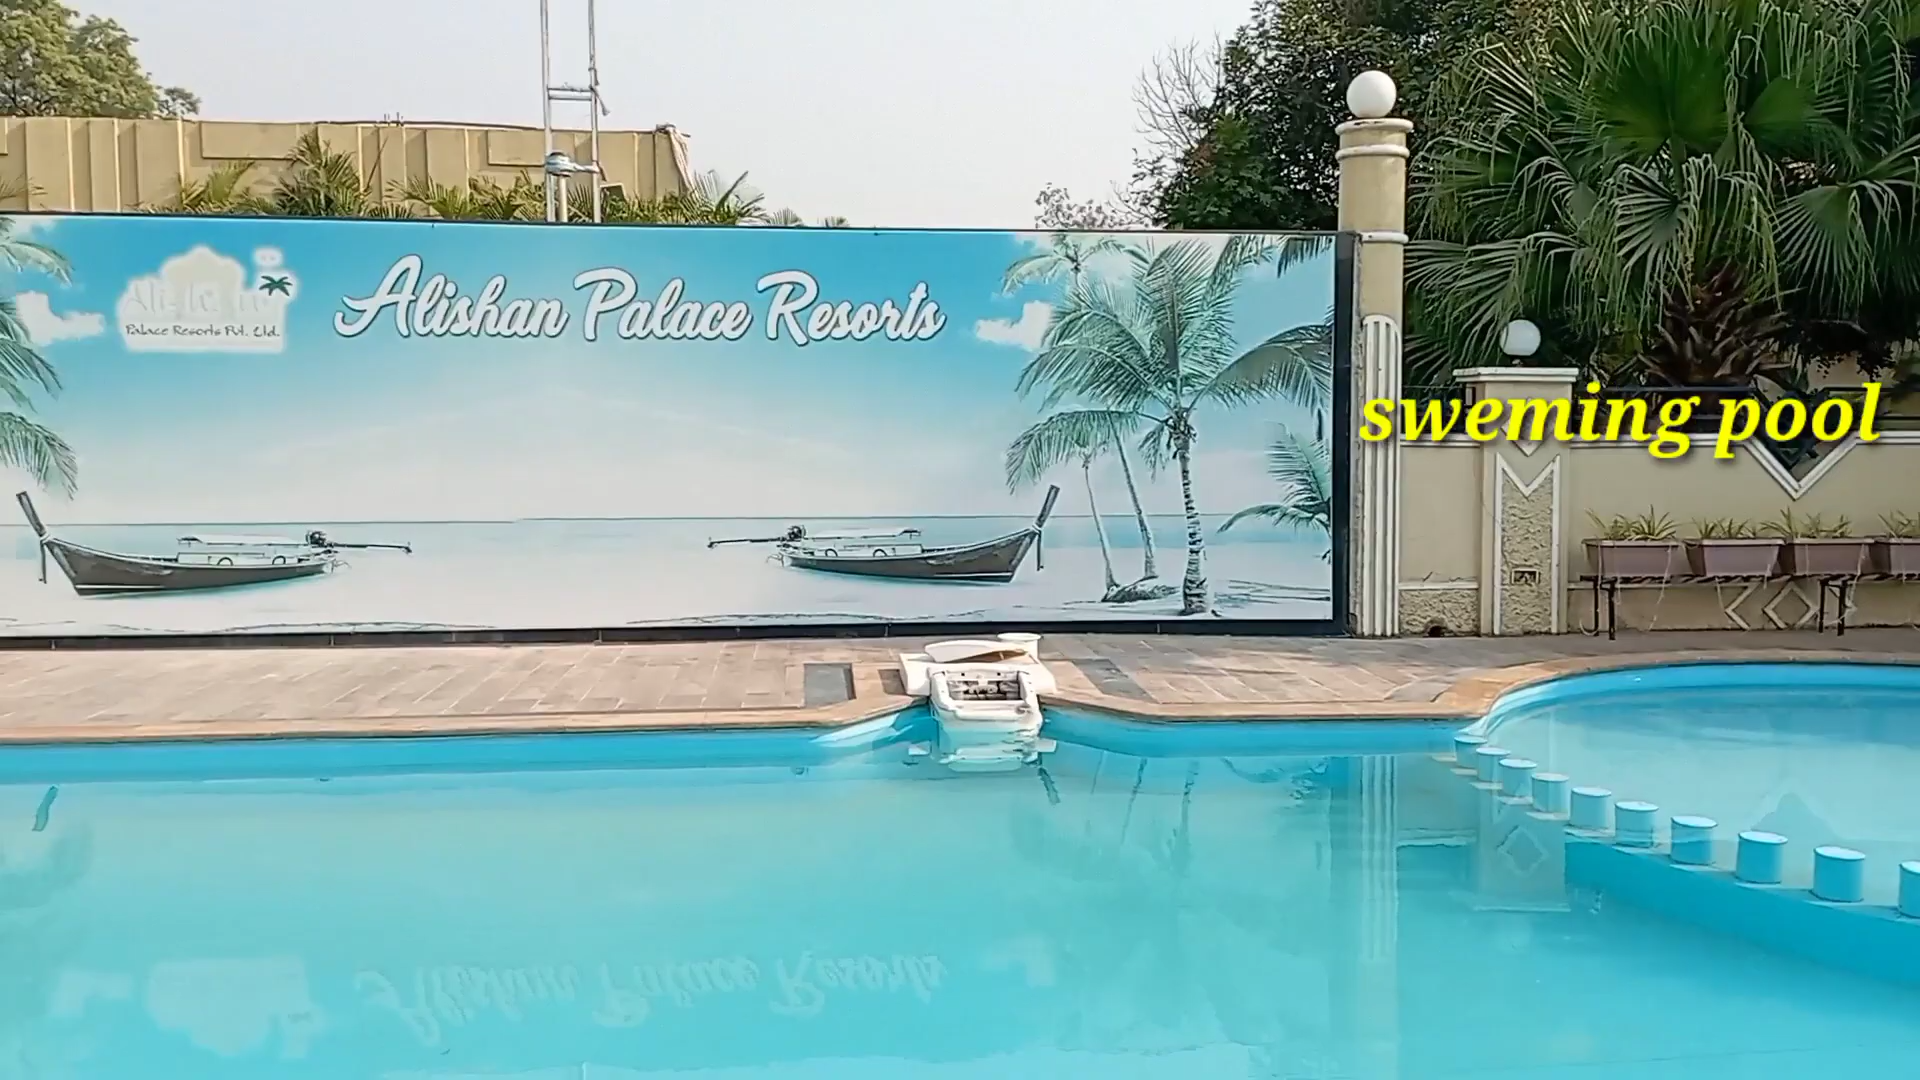 Alishan Palace Resorts
Palace Resorts Pvt. Ltd.
sweming pool